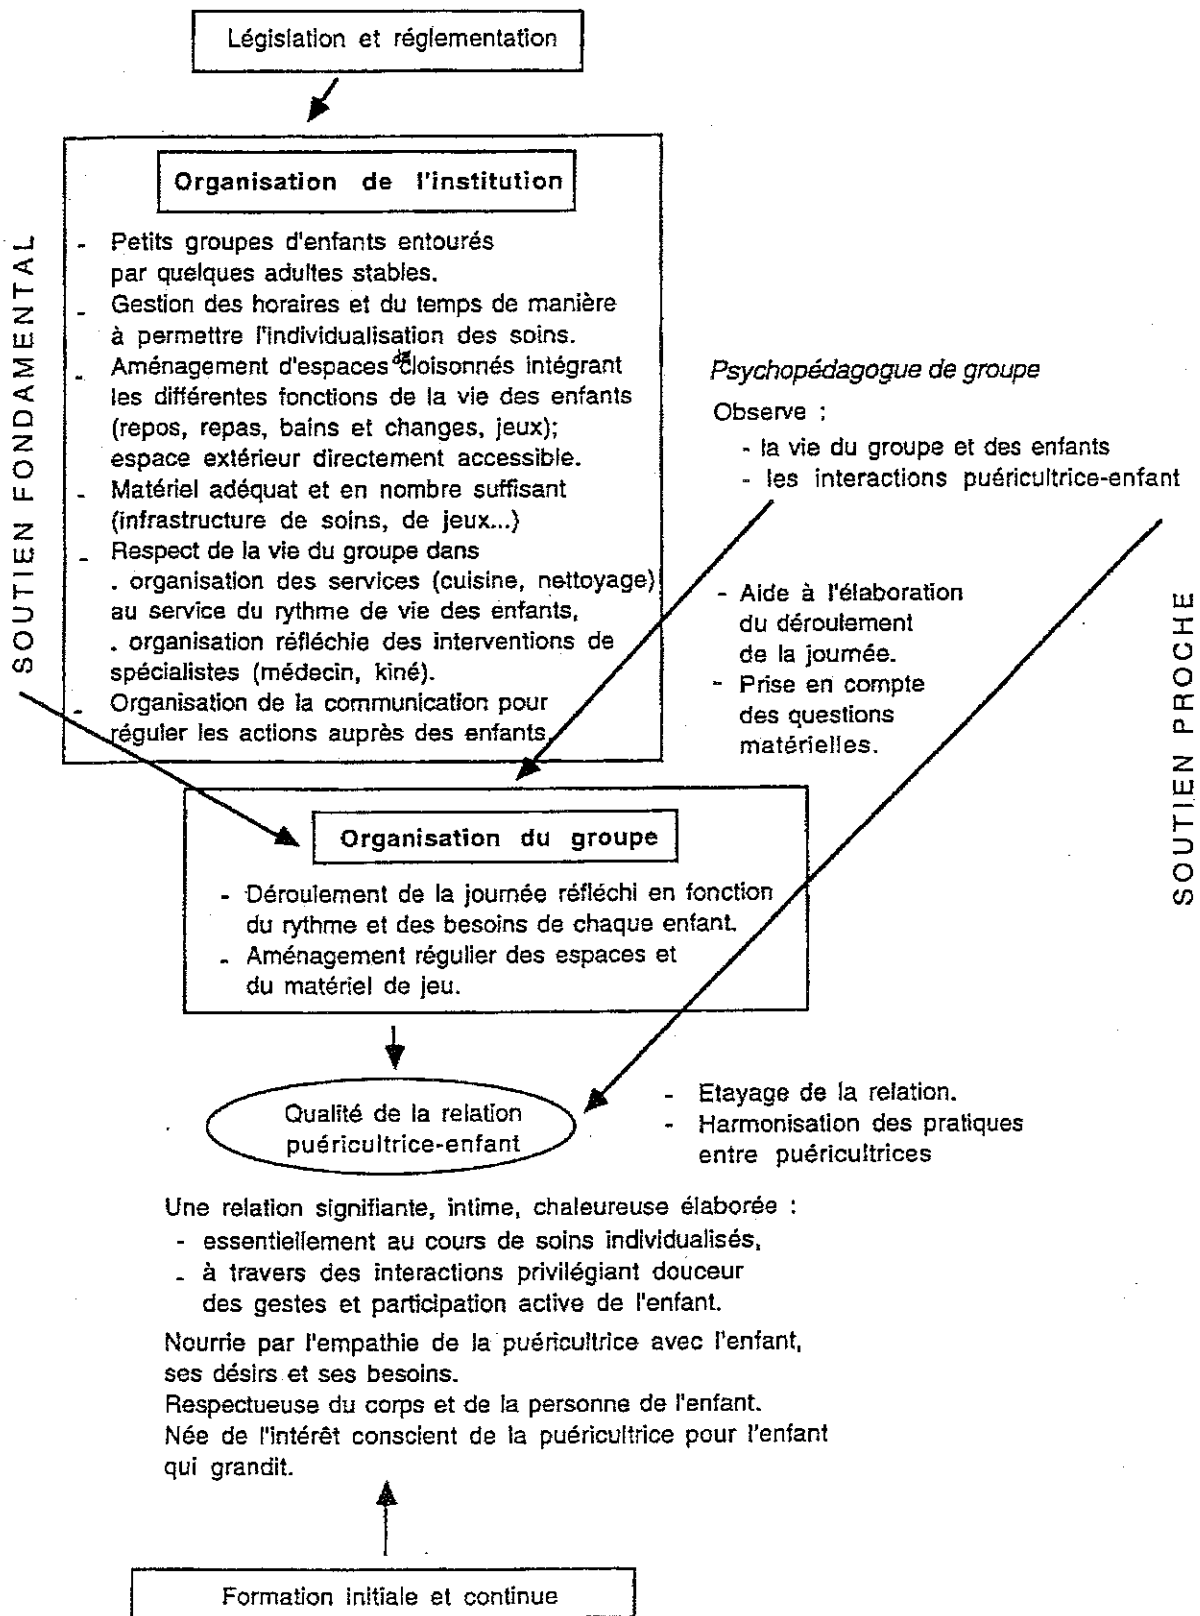 Législation et réglementation
SOUTIEN FONDAMENTAL
Organisation de l'institution
- Petits groupes d'enfants entourés
par quelques adultes stables.
- Gestion des horaires et du temps de manière
à permettre l'individualisation des soins.
- Aménagement d'espaces décloisonnés intégrant
les différentes fonctions de la vie des enfants
(repos, repas, bains et changes, jeux);
espace extérieur directement accessible.
- Matériel adéquat et en nombre suffisant
(infrastructure de soins, de jeux...)
- Respect de la vie du groupe dans
. organisation des services (cuisine, nettoyage)
au service du rythme de vie des enfants,
. organisation réfléchie des interventions de
spécialistes (médecin, kiné).
- Organisation de la communication pour
réguler les actions auprès des enfants.
Psychopédagogue de groupe
Observe :
- la vie du groupe et des enfants
- les interactions puéricultrice-enfant
- Aide à l'élaboration
du déroulement
de la journée.
- Prise en compte
des questions
matérielles.
SOUTIEN PROCHE
Organisation du groupe
- Déroulement de la journée réfléchi en fonction
du rythme et des besoins de chaque enfant.
- Aménagement régulier des espaces et
du matériel de jeu.
Qualité de la relation
puéricultrice-enfant
- Etayage de la relation.
- Harmonisation des pratiques
entre puéricultrices
Une relation signifiante, intime, chaleureuse élaborée :
- essentiellement au cours de soins individualisés,
- à travers des interactions privilégiant douceur
des gestes et participation active de l'enfant.
Nourrie par l'empathie de la puéricultrice avec l'enfant,
ses désirs et ses besoins.
Respectueuse du corps et de la personne de l'enfant.
Née de l'intérêt conscient de la puéricultrice pour l'enfant
qui grandit.
Formation initiale et continue